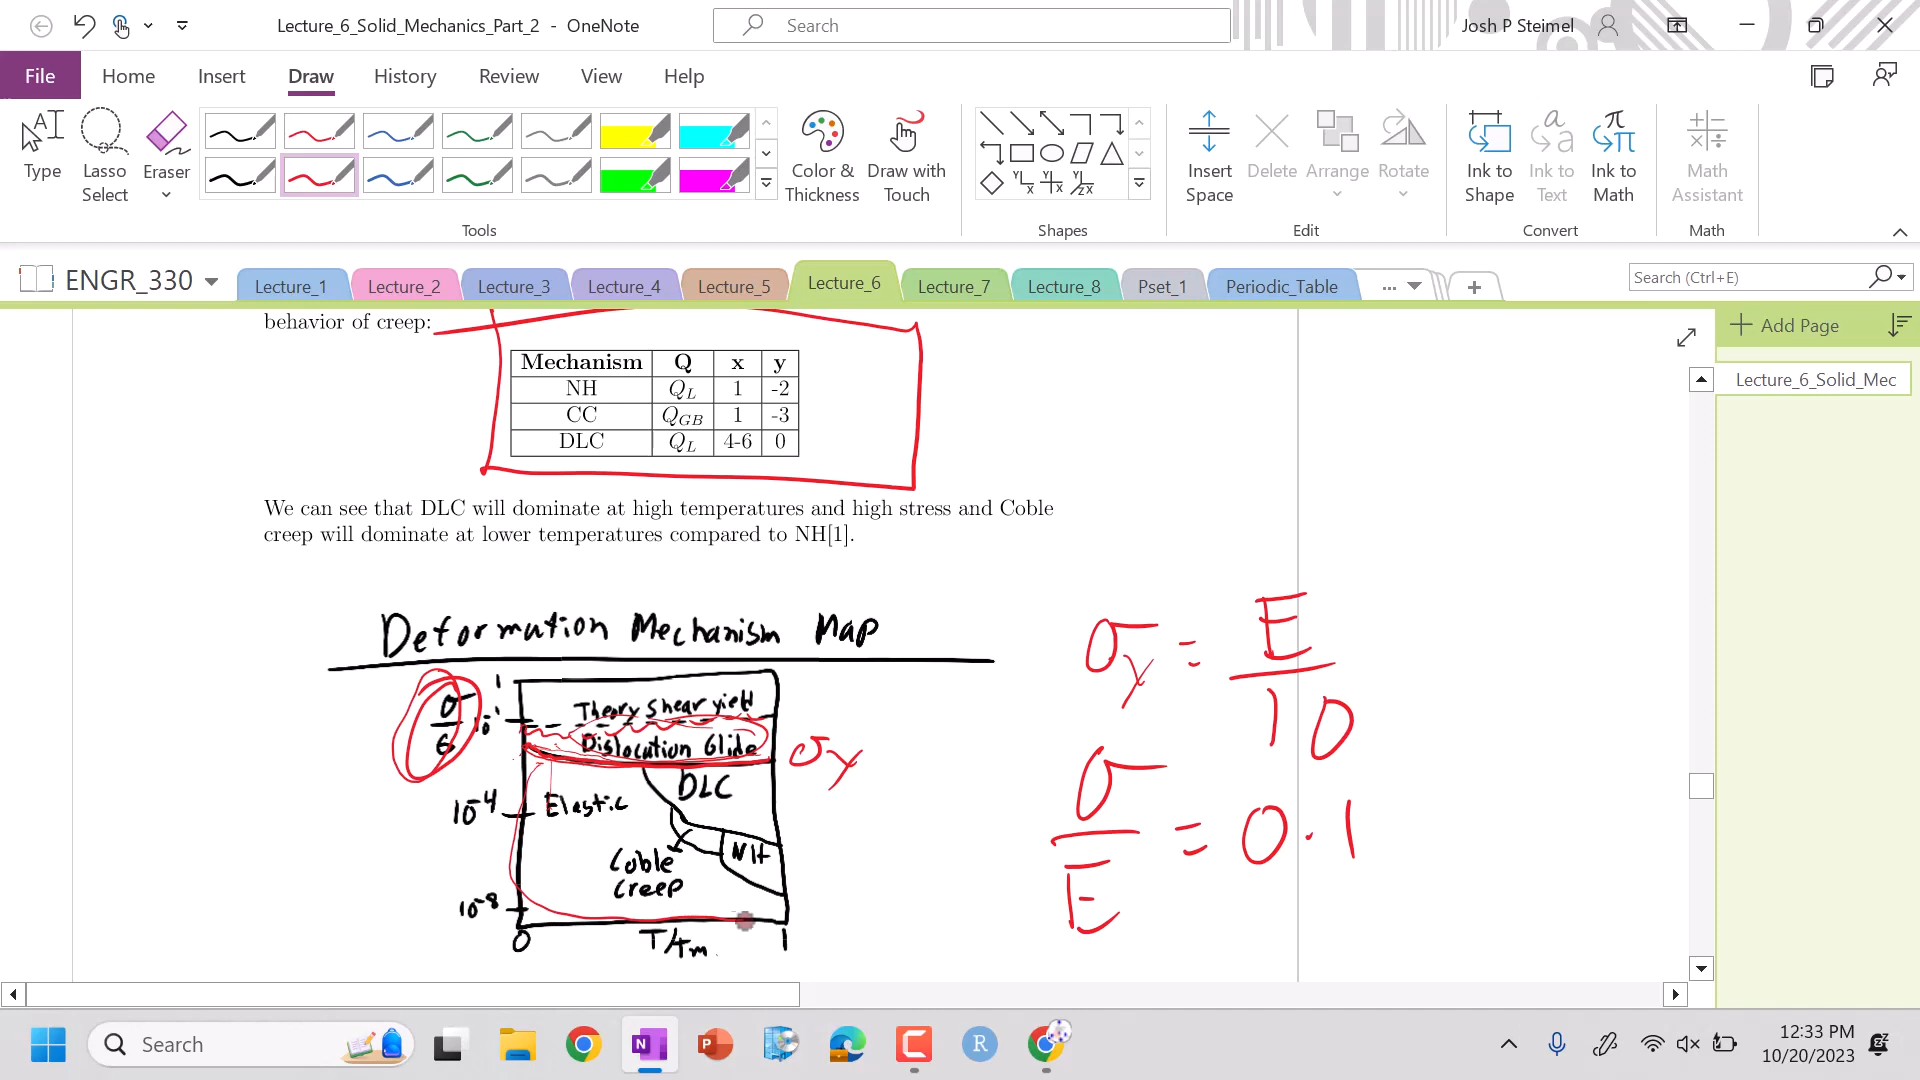 Lecture_6_Solid_Mechanics_Part_2 - OneNote
Search
Josh P Steimel
File Home Insert Draw History Review View Help
Type
Lasso Select
Eraser
Color & Thickness
Draw with Touch
Insert Space
Delete
Arrange
Rotate
Ink to Shape
Ink to Text
Ink to Math
Math Assistant
Tools
Shapes
Edit
Convert
Math
ENGR_330
Lecture_1 Lecture_2 Lecture_3 Lecture_4 Lecture_5 Lecture_6 Lecture_7 Lecture_8 Pset_1 Periodic_Table ...
Search (Ctrl+E)
Add Page
Lecture_6_Solid_Mec
behavior of creep:
Mechanism Q x y
NH Q_L 1 -2
CC Q_GB 1 -3
DLC Q_L 4-6 0
We can see that DLC will dominate at high temperatures and high stress and Coble
creep will dominate at lower temperatures compared to NH[1].
Deformation Mechanism Map
σ/G
1
10⁻¹
10⁻⁴
10⁻⁸
Theory shear yield
Dislocation Glide
DLC
Elastic
NH
Coble
Creep
0 T/Tm 1
σy
σy = E/10
σ/E = 0.1
Search
12:33 PM
10/20/2023